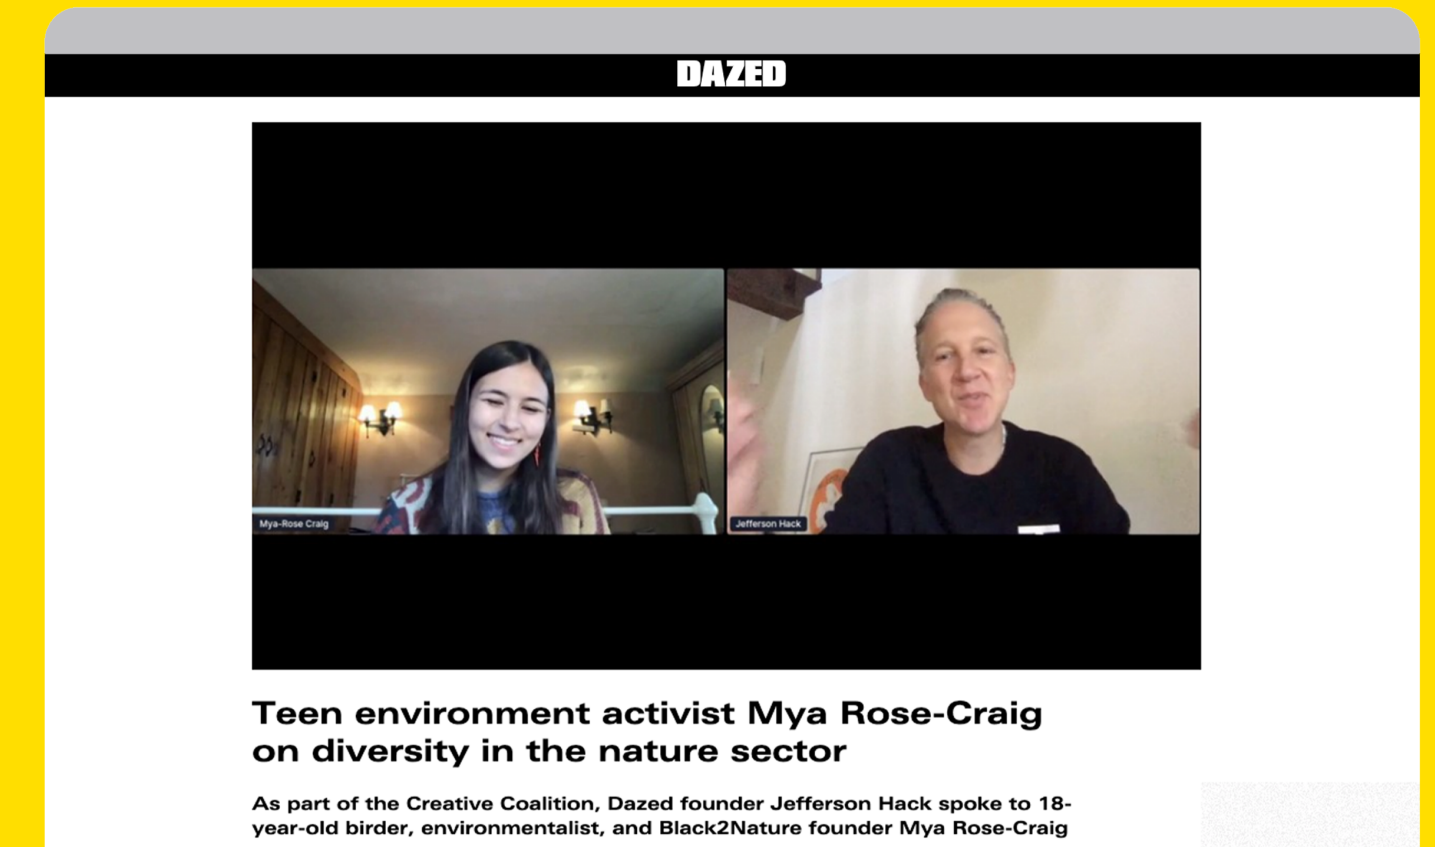 DAZED
Mya-Rose Craig
Jefferson Hack
Teen environment activist Mya Rose-Craig
on diversity in the nature sector
As part of the Creative Coalition, Dazed founder Jefferson Hack spoke to 18-
year-old birder, environmentalist, and Black2Nature founder Mya Rose-Craig